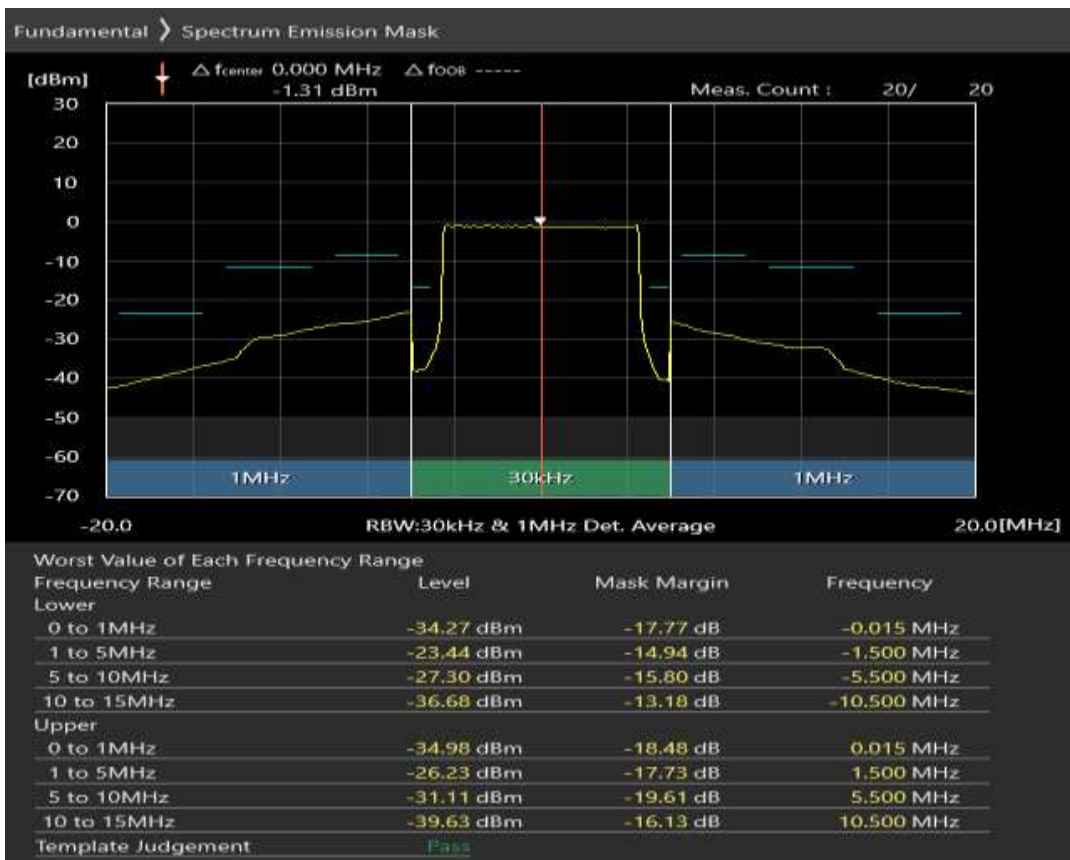 Fundamental ❯ Spectrum Emission Mask
[dBm]
△ fcenter 0.000 MHz △ fOOB -----
-1.31 dBm
Meas. Count : 20/ 20
30
20
10
0
-10
-20
-30
-40
-50
-60
-70
1MHz 30kHz 1MHz
-20.0 RBW:30kHz & 1MHz Det. Average 20.0[MHz]
Worst Value of Each Frequency Range
Frequency Range Level Mask Margin Frequency
Lower
0 to 1MHz -34.27 dBm -17.77 dB -0.015 MHz
1 to 5MHz -23.44 dBm -14.94 dB -1.500 MHz
5 to 10MHz -27.30 dBm -15.80 dB -5.500 MHz
10 to 15MHz -36.68 dBm -13.18 dB -10.500 MHz
Upper
0 to 1MHz -34.98 dBm -18.48 dB 0.015 MHz
1 to 5MHz -26.23 dBm -17.73 dB 1.500 MHz
5 to 10MHz -31.11 dBm -19.61 dB 5.500 MHz
10 to 15MHz -39.63 dBm -16.13 dB 10.500 MHz
Template Judgement Pass